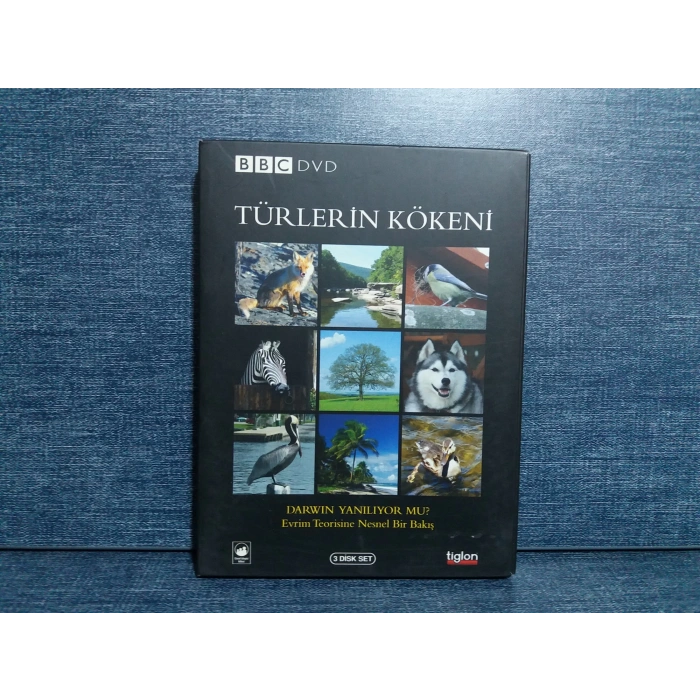 BBC DVD
TÜRLERİN KÖKENİ
DARWIN YANILIYOR MU?
Evrim Teorisine Nesnel Bir Bakış
3 DİSK SET
tiglon